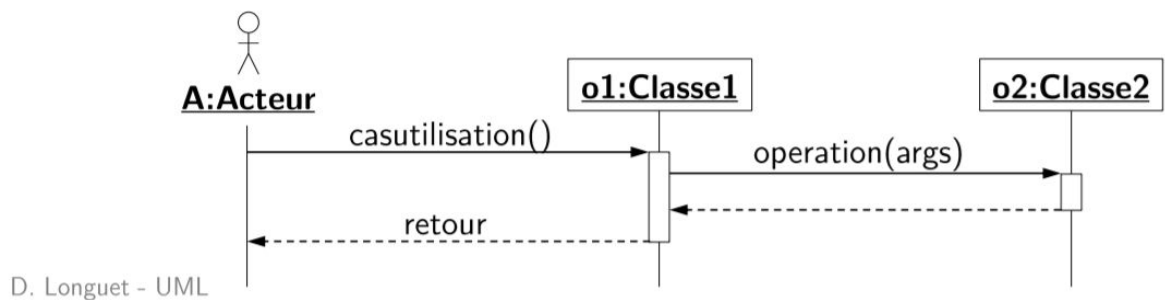 A:Acteur
o1:Classe1
o2:Classe2
casutilisation()
operation(args)
retour
D. Longuet - UML